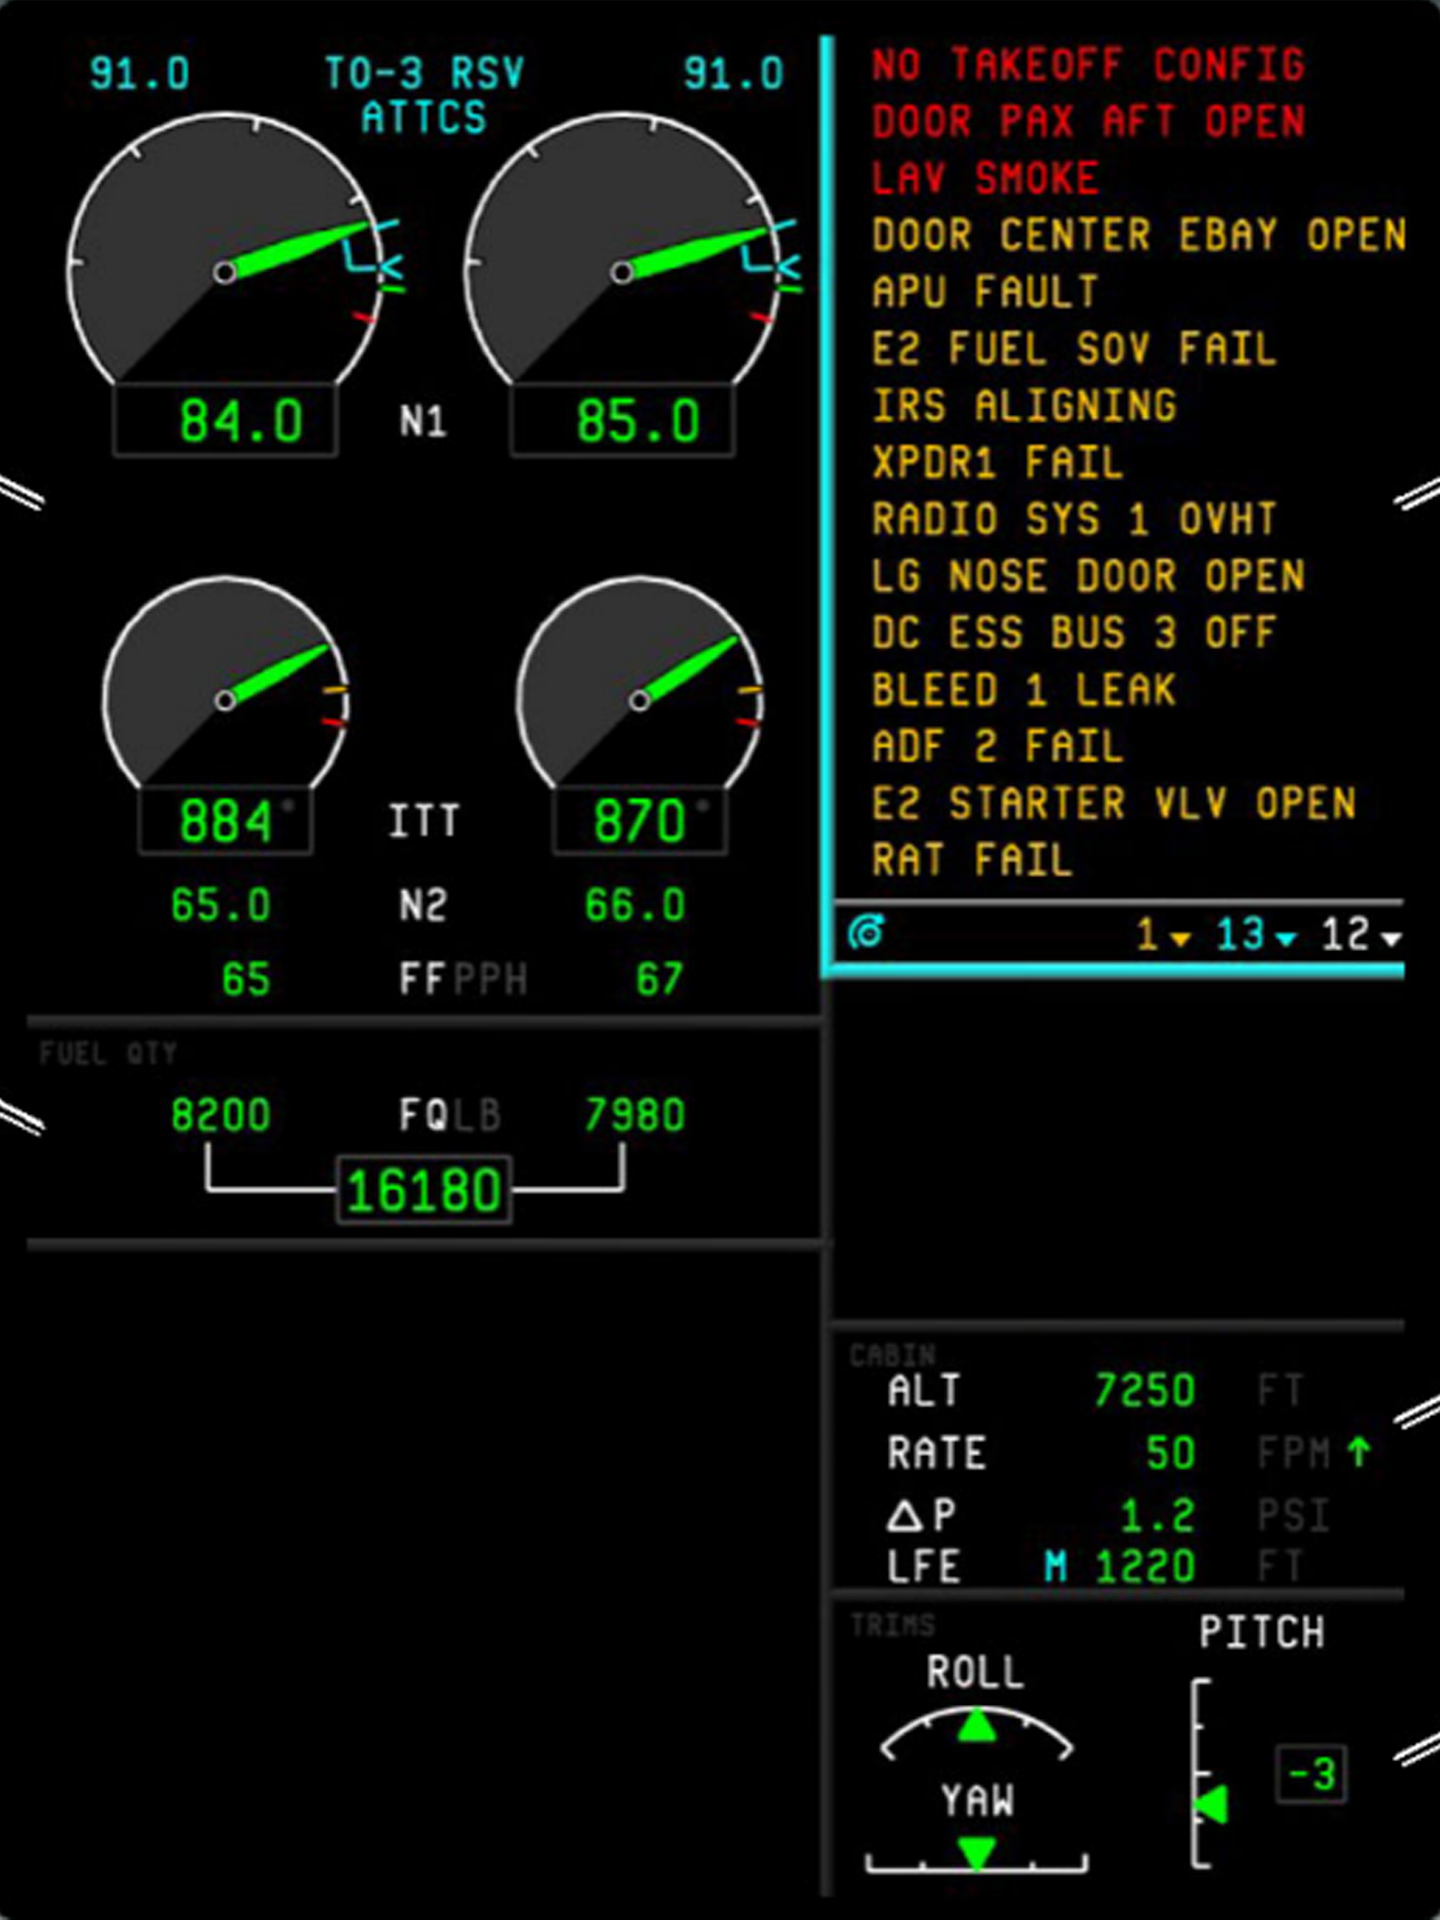 91.0 TO-3 RSV 91.0
ATTCS
84.0 N1 85.0
884° ITT 870°
65.0 N2 66.0
65 FF PPH 67
FUEL QTY
8200 FQ LB 7980
16180
NO TAKEOFF CONFIG
DOOR PAX AFT OPEN
LAV SMOKE
DOOR CENTER EBAY OPEN
APU FAULT
E2 FUEL SOV FAIL
IRS ALIGNING
XPDR1 FAIL
RADIO SYS 1 OVHT
LG NOSE DOOR OPEN
DC ESS BUS 3 OFF
BLEED 1 LEAK
ADF 2 FAIL
E2 STARTER VLV OPEN
RAT FAIL
1 13 12
CABIN
ALT 7250 FT
RATE 50 FPM
ΔP 1.2 PSI
LFE M 1220 FT
TRIMS
PITCH
ROLL
-3
YAW